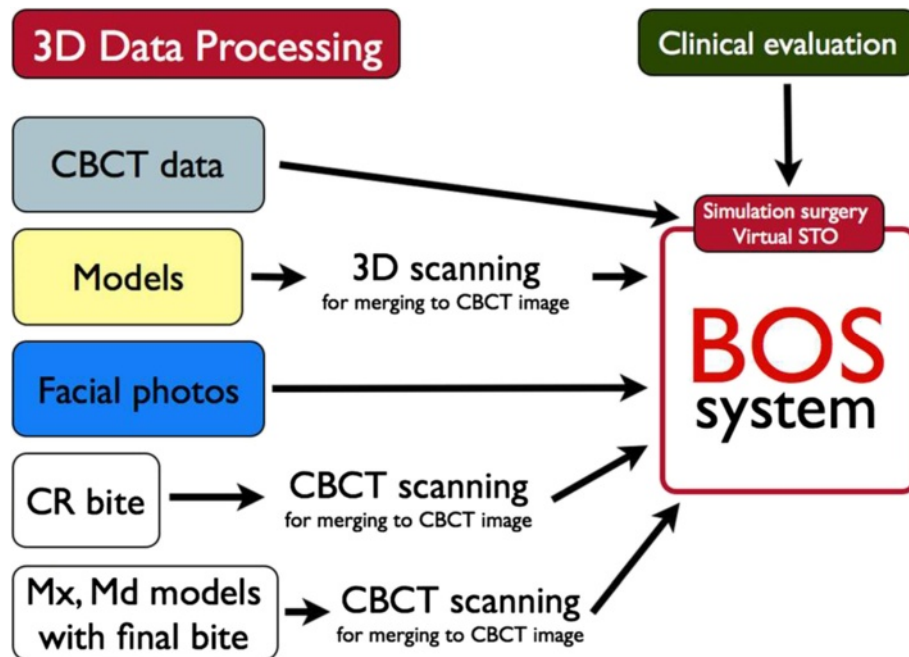 3D Data Processing
Clinical evaluation
CBCT data
Simulation surgery
Virtual STO
Models
3D scanning
for merging to CBCT image
BOS
system
Facial photos
CR bite
CBCT scanning
for merging to CBCT image
Mx, Md models
with final bite
CBCT scanning
for merging to CBCT image